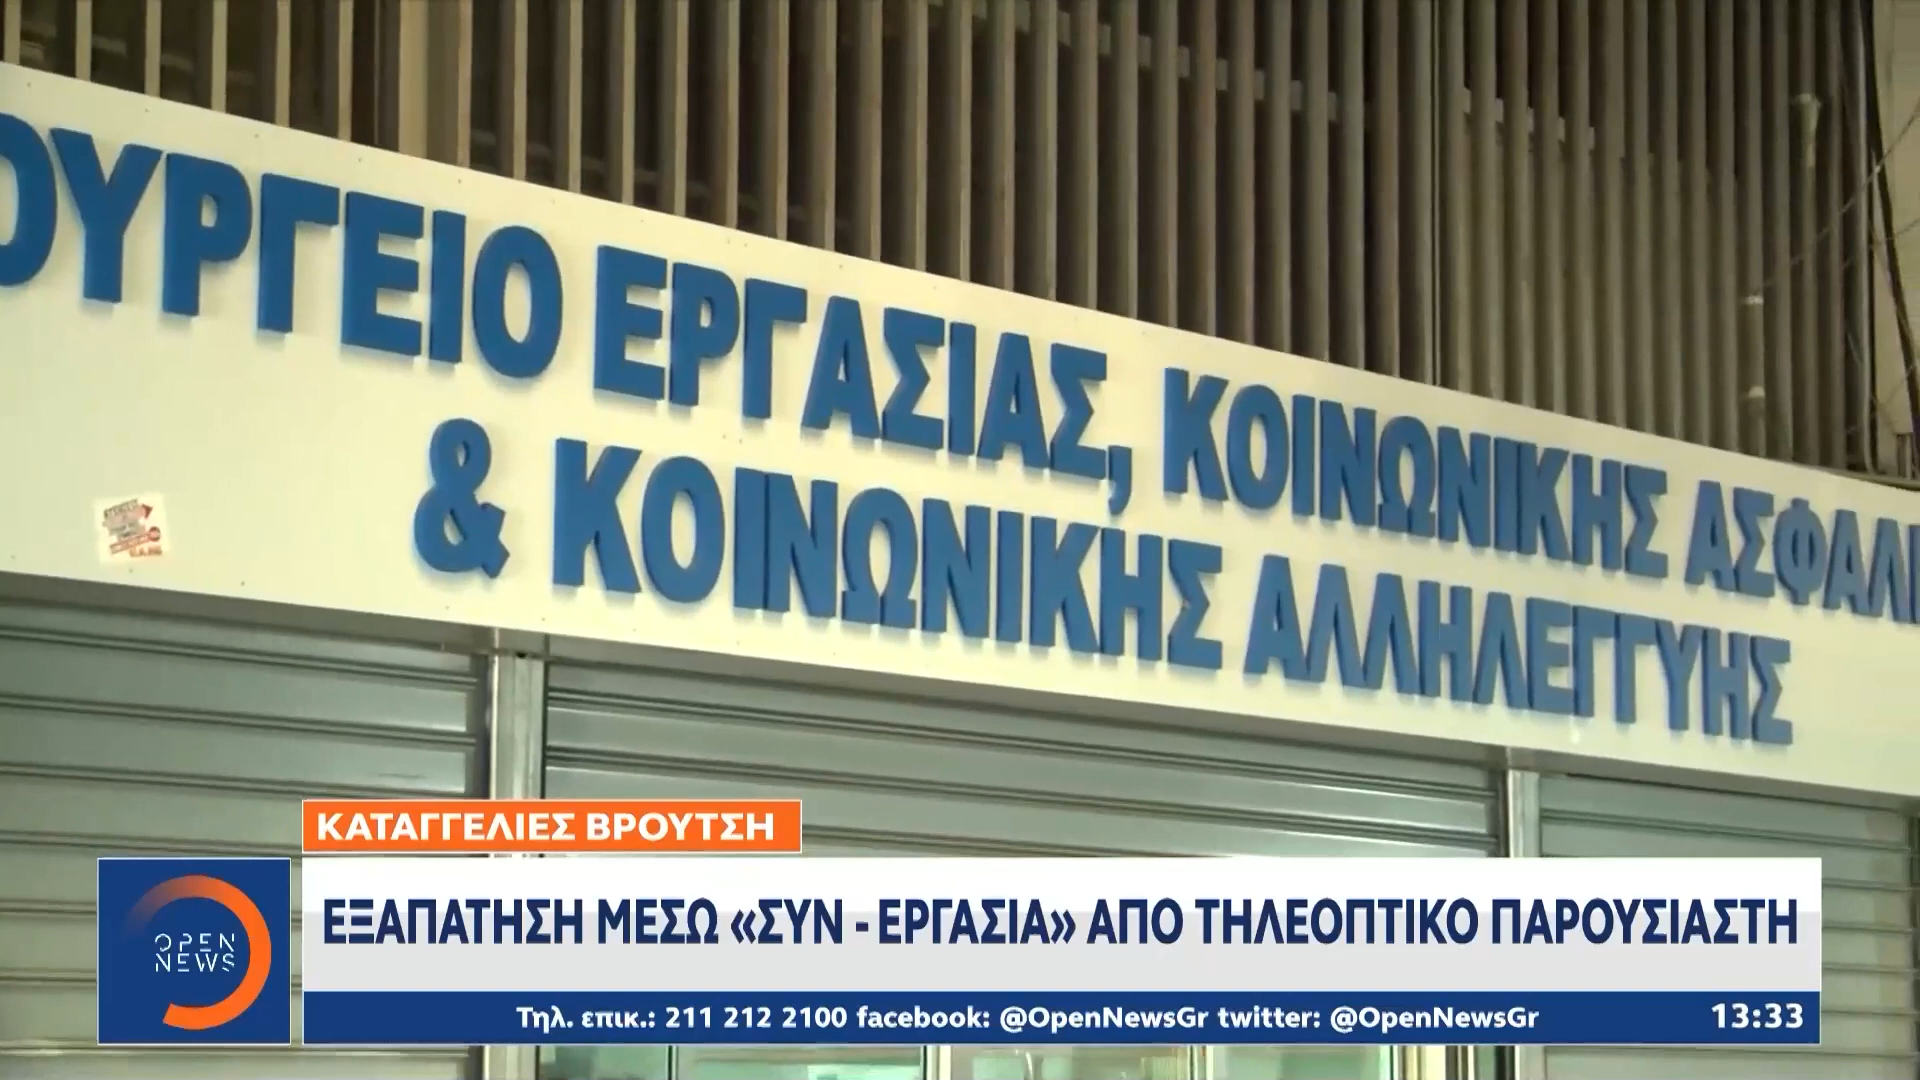 ΟΥΡΓΕΙΟ ΕΡΓΑΣΙΑΣ, ΚΟΙΝΩΝΙΚΗΣ ΑΣΦΑΛΙ
& ΚΟΙΝΩΝΙΚΗΣ ΑΛΛΗΛΕΓΓΥΗΣ
ΚΑΤΑΓΓΕΛΙΕΣ ΒΡΟΥΤΣΗ
ΕΞΑΠΑΤΗΣΗ ΜΕΣΩ «ΣΥΝ - ΕΡΓΑΣΙΑ» ΑΠΟ ΤΗΛΕΟΠΤΙΚΟ ΠΑΡΟΥΣΙΑΣΤΗ
OPEN
NEWS
Τηλ. επικ.: 211 212 2100 facebook: @OpenNewsGr twitter: @OpenNewsGr
13:33